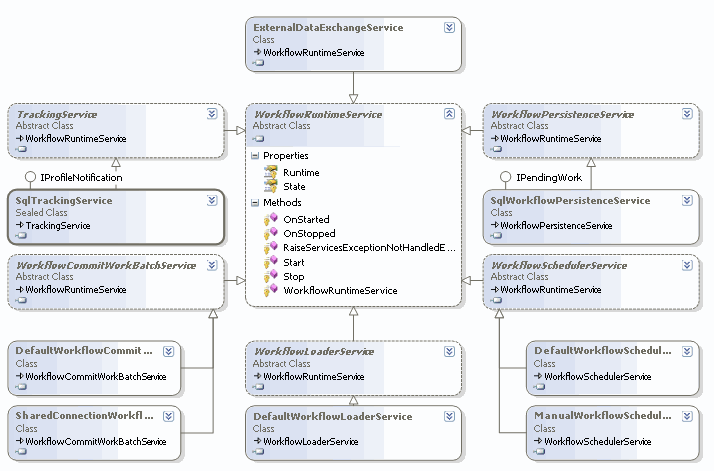 ExternalDataExchangeService
Class
WorkflowRuntimeService
TrackingService
Abstract Class
WorkflowRuntimeService
WorkflowRuntimeService
Abstract Class
Properties
Runtime
State
Methods
OnStarted
OnStopped
RaiseServicesExceptionNotHandledE ...
Start
Stop
WorkflowRuntimeService
WorkflowPersistenceService
Abstract Class
WorkflowRuntimeService
IProfileNotification
SqlTrackingService
Sealed Class
TrackingService
IPendingWork
SqlWorkflowPersistenceService
Class
WorkflowPersistenceService
WorkflowCommitWorkBatchService
Abstract Class
WorkflowRuntimeService
WorkflowSchedulerService
Abstract Class
WorkflowRuntimeService
DefaultWorkflowCommit ...
Class
WorkflowCommitWorkBatchService
WorkflowLoaderService
Abstract Class
WorkflowRuntimeService
DefaultWorkflowSchedul...
Class
WorkflowSchedulerService
SharedConnectionWorkfl ...
Class
WorkflowCommitWorkBatchService
DefaultWorkflowLoaderService
Class
WorkflowLoaderService
ManualWorkflowSchedul...
Class
WorkflowSchedulerService